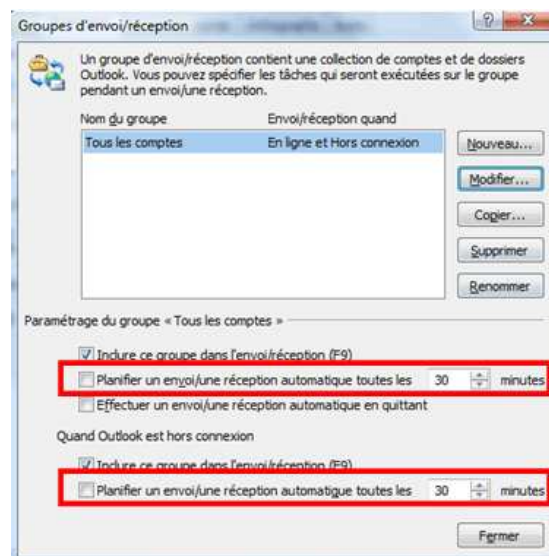 Groupes d'envoi/réception
Un groupe d'envoi/réception contient une collection de comptes et de dossiers
Outlook. Vous pouvez spécifier les tâches qui seront exécutées sur le groupe
pendant un envoi/une réception.
Nom du groupe Envoi/réception quand
Tous les comptes En ligne et Hors connexion
Nouveau...
Modifier...
Copier...
Supprimer
Renommer
Paramétrage du groupe « Tous les comptes »
Inclure ce groupe dans l'envoi/réception (F9)
Planifier un envoi/une réception automatique toutes les 30 minutes
Effectuer un envoi/une réception automatique en quittant
Quand Outlook est hors connexion
Inclure ce groupe dans l'envoi/réception (F9)
Planifier un envoi/une réception automatique toutes les 30 minutes
Fermer